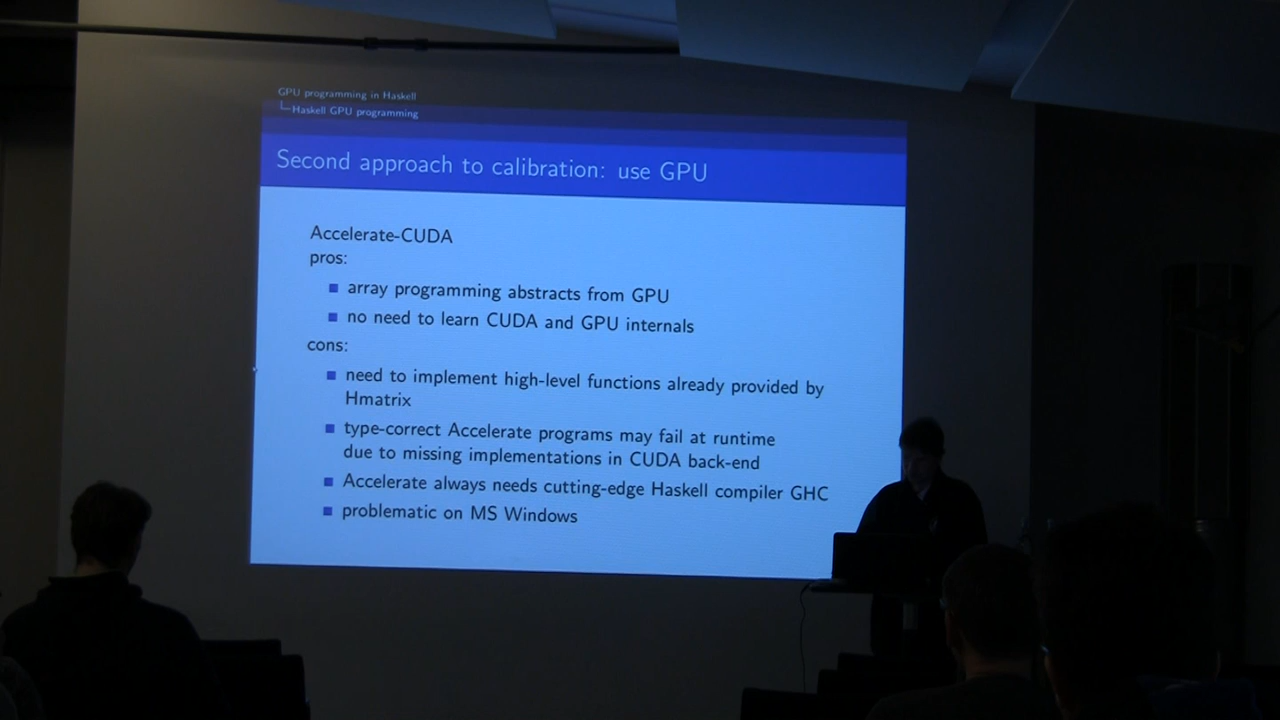 GPU programming in Haskell
Haskell GPU programming
Second approach to calibration: use GPU
Accelerate-CUDA
pros:
array programming abstracts from GPU
no need to learn CUDA and GPU internals
cons:
need to implement high-level functions already provided by
Hmatrix
type-correct Accelerate programs may fail at runtime
due to missing implementations in CUDA back-end
Accelerate always needs cutting-edge Haskell compiler GHC
problematic on MS Windows